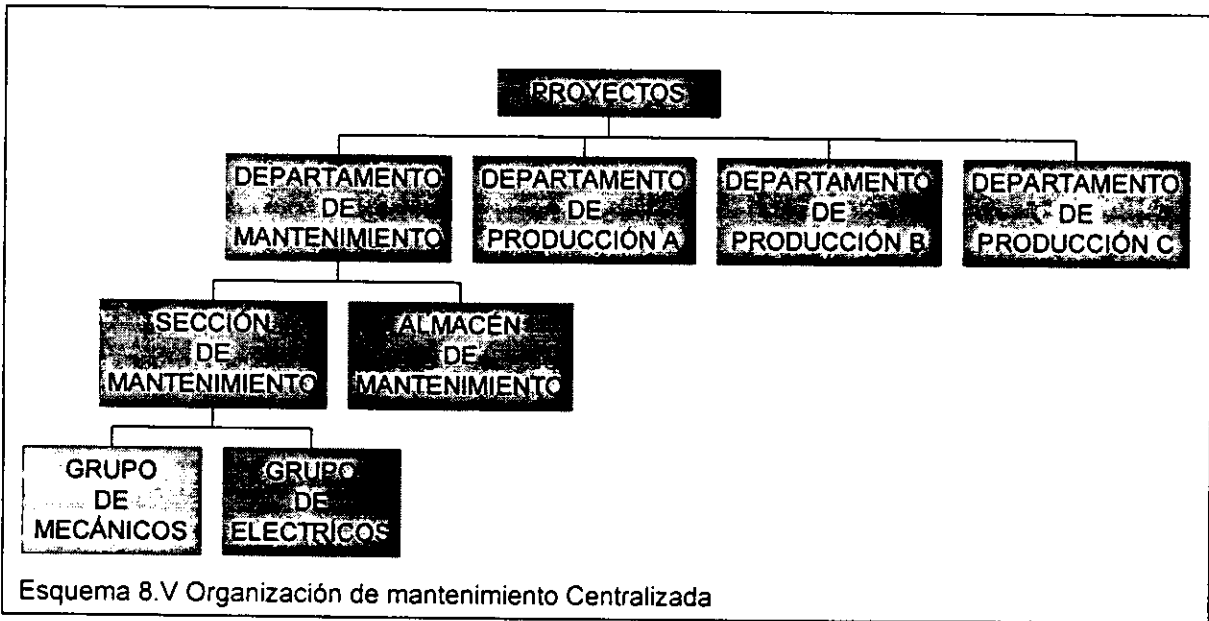 PROYECTOS
DEPARTAMENTO
DE
MANTENIMIENTO
DEPARTAMENTO
DE
PRODUCCIÓN A
DEPARTAMENTO
DE
PRODUCCIÓN B
DEPARTAMENTO
DE
PRODUCCIÓN C
SECCIÓN
DE
MANTENIMIENTO
ALMACÉN
DE
MANTENIMIENTO
GRUPO
DE
MECÁNICOS
GRUPO
DE
ELECTRÍCOS
Esquema 8.V Organización de mantenimiento Centralizada